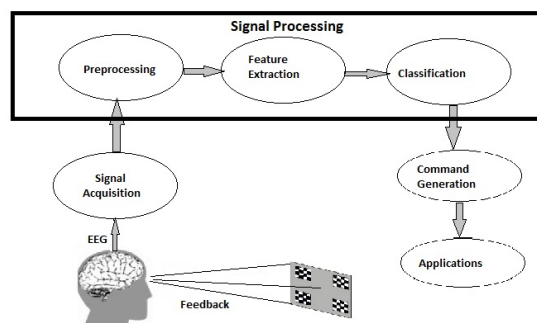 Signal Processing
Preprocessing
Feature
Extraction
Classification
Signal
Acquisition
Command
Generation
EEG
Applications
Feedback